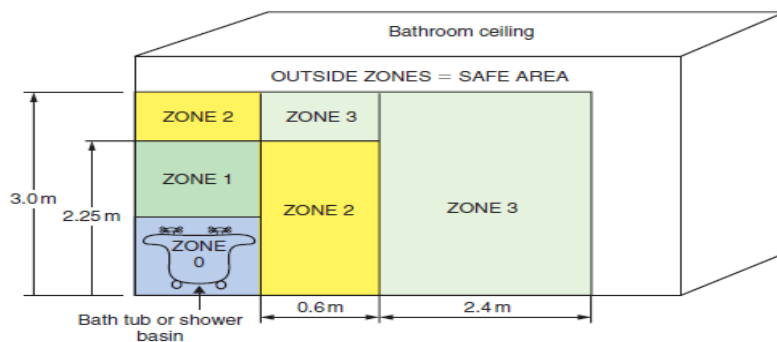 Bathroom ceiling
OUTSIDE ZONES = SAFE AREA
ZONE 2
ZONE 3
ZONE 1
3.0 m
2.25 m
ZONE 2
ZONE 3
ZONE
0
0.6 m
2.4 m
Bath tub or shower
basin